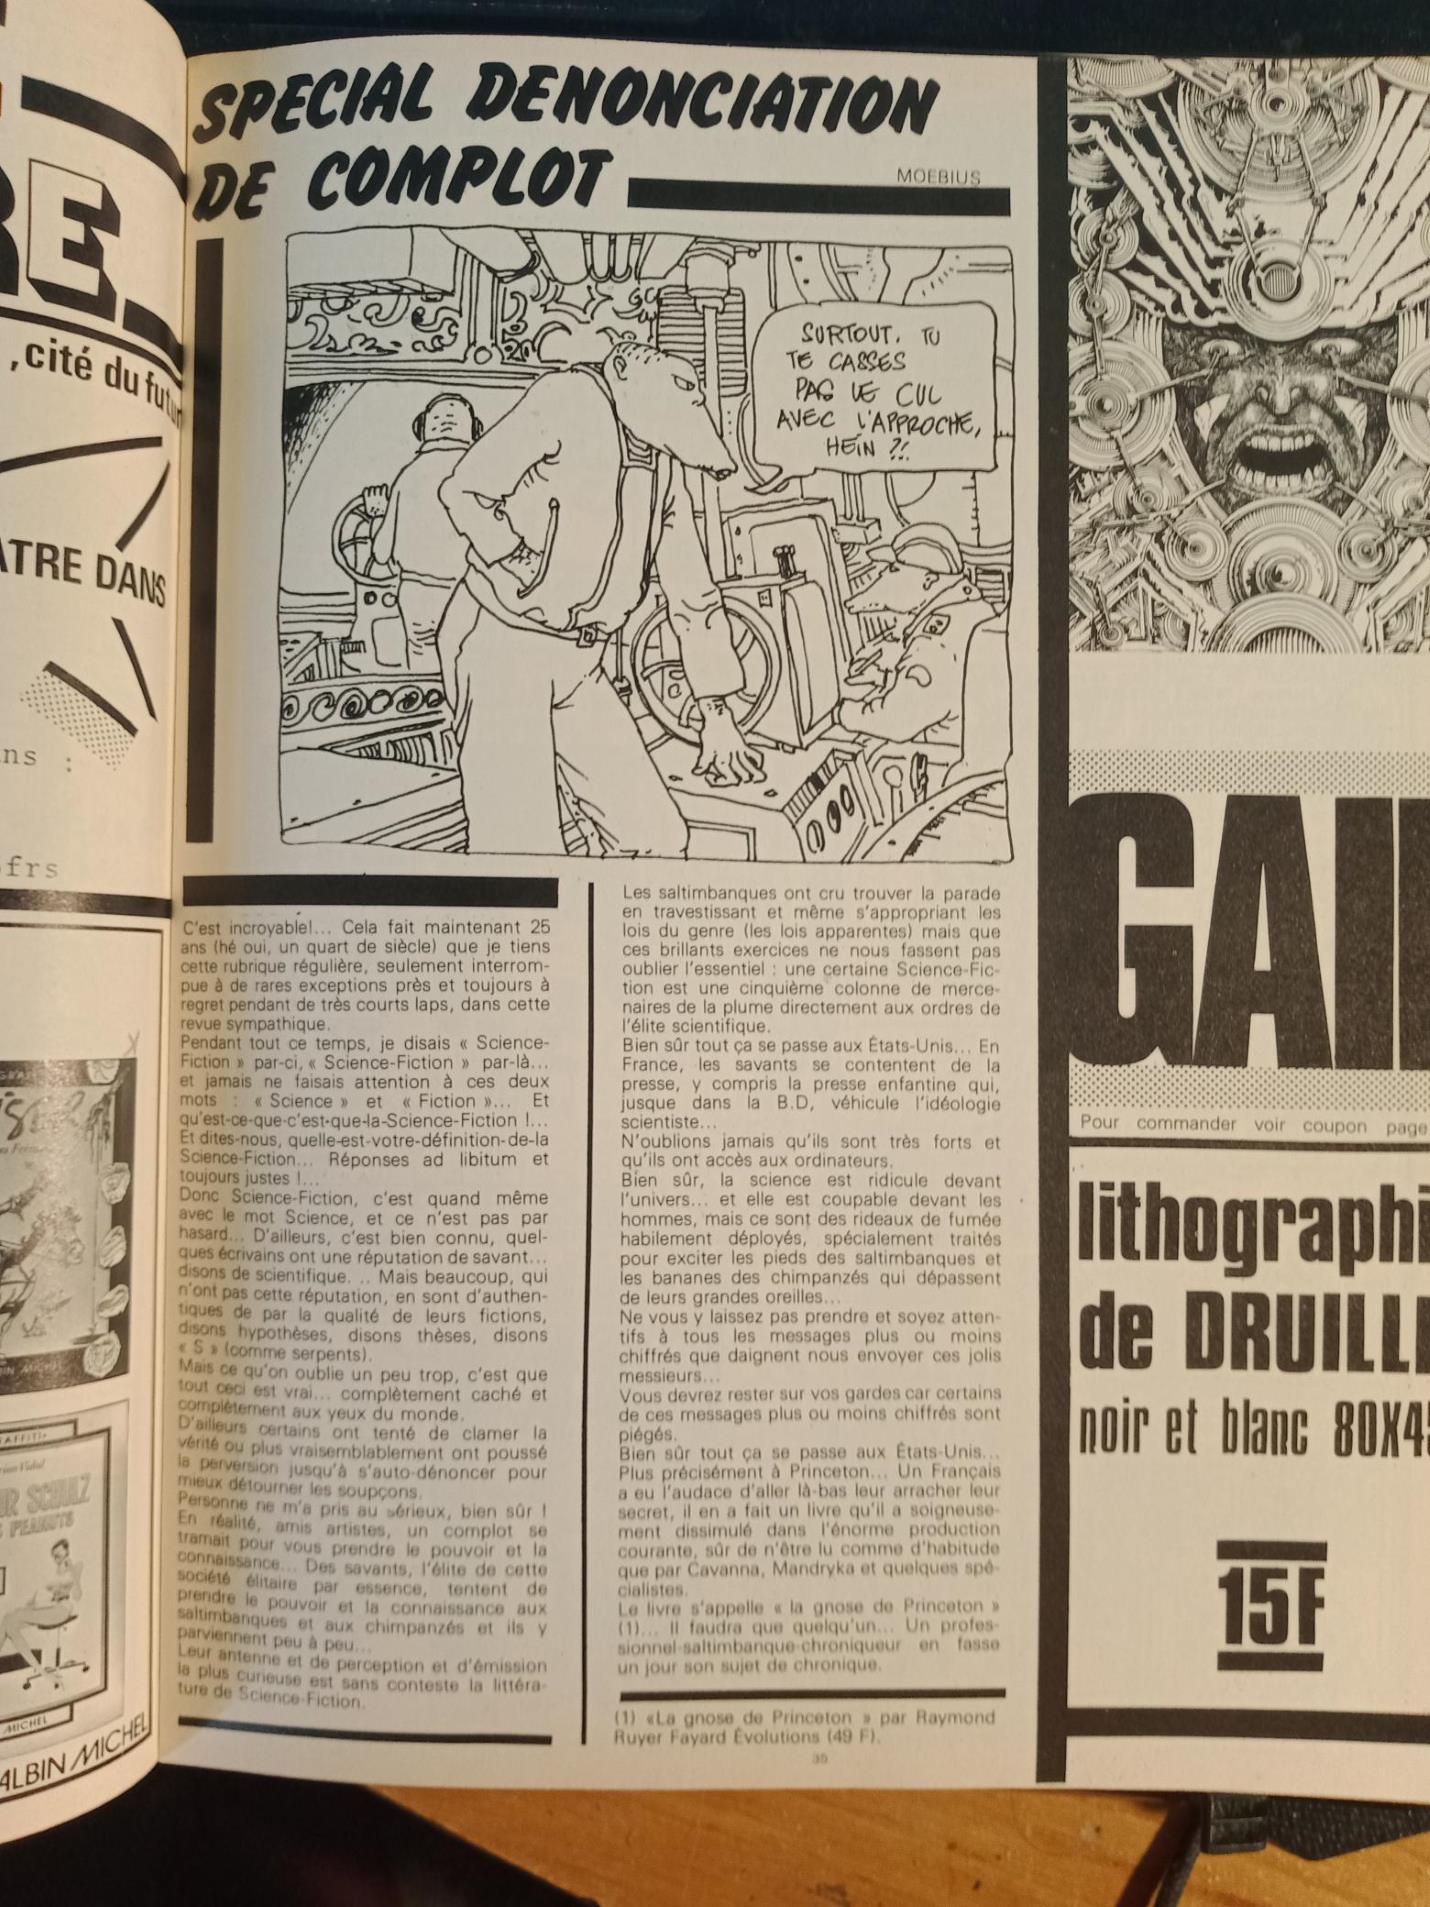 RE
,cité du futur
ATRE DANS
ns :
frs
R SCHULZ
PEANUTS
MICHEL
ALBIN MICHEL
SPECIAL DENONCIATION
DE COMPLOT
MOEBIUS
SURTOUT, TU
TE CASSES
PAS LE CUL
AVEC L'APPROCHE,
HEIN ?!
C'est incroyable!... Cela fait maintenant 25
ans (hé oui, un quart de siècle) que je tiens
cette rubrique régulière, seulement interrom-
pue à de rares exceptions près et toujours à
regret pendant de très courts laps, dans cette
revue sympathique.
Pendant tout ce temps, je disais « Science-
Fiction » par-ci, « Science-Fiction » par-là...
et jamais ne faisais attention à ces deux
mots : « Science » et « Fiction »... Et
qu'est-ce-que-c'est-que-la-Science-Fiction !...
Et dites-nous, quelle-est-votre-définition-de-la
Science-Fiction... Réponses ad libitum et
toujours justes !...
Donc Science-Fiction, c'est quand même
avec le mot Science, et ce n'est pas par
hasard... D'ailleurs, c'est bien connu, quel-
ques écrivains ont une réputation de savant...
disons de scientifique. .. Mais beaucoup, qui
n'ont pas cette réputation, en sont d'authen-
tiques de par la qualité de leurs fictions,
disons hypothèses, disons thèses, disons
« S » (comme serpents).
Mais ce qu'on oublie un peu trop, c'est que
tout ceci est vrai... complètement caché et
complètement aux yeux du monde.
D'ailleurs certains ont tenté de clamer la
vérité ou plus vraisemblablement ont poussé
la perversion jusqu'à s'auto-dénoncer pour
mieux détourner les soupçons.
Personne ne m'a pris au sérieux, bien sûr !
En réalité, amis artistes, un complot se
tramait pour vous prendre le pouvoir et la
connaissance... Des savants, l'élite de cette
société élitaire par essence, tentent de
prendre le pouvoir et la connaissance aux
saltimbanques et aux chimpanzés et ils y
parviennent peu à peu...
Leur antenne et de perception et d'émission
la plus curieuse est sans conteste la littéra-
ture de Science-Fiction.
Les saltimbanques ont cru trouver la parade
en travestissant et même s'appropriant les
lois du genre (les lois apparentes) mais que
ces brillants exercices ne nous fassent pas
oublier l'essentiel : une certaine Science-Fic-
tion est une cinquième colonne de merce-
naires de la plume directement aux ordres de
l'élite scientifique.
Bien sûr tout ça se passe aux États-Unis... En
France, les savants se contentent de la
presse, y compris la presse enfantine qui,
jusque dans la B.D, véhicule l'idéologie
scientiste...
N'oublions jamais qu'ils sont très forts et
qu'ils ont accès aux ordinateurs.
Bien sûr, la science est ridicule devant
l'univers... et elle est coupable devant les
hommes, mais ce sont des rideaux de fumée
habilement déployés, spécialement traités
pour exciter les pieds des saltimbanques et
les bananes des chimpanzés qui dépassent
de leurs grandes oreilles...
Ne vous y laissez pas prendre et soyez atten-
tifs à tous les messages plus ou moins
chiffrés que daignent nous envoyer ces jolis
messieurs...
Vous devrez rester sur vos gardes car certains
de ces messages plus ou moins chiffrés sont
piégés.
Bien sûr tout ça se passe aux États-Unis...
Plus précisément à Princeton... Un Français
a eu l'audace d'aller là-bas leur arracher leur
secret, il en a fait un livre qu'il a soigneuse-
ment dissimulé dans l'énorme production
courante, sûr de n'être lu comme d'habitude
que par Cavanna, Mandryka et quelques spé-
cialistes.
Le livre s'appelle « la gnose de Princeton »
(1)... Il faudra que quelqu'un... Un profes-
sionnel-saltimbanque-chroniqueur en fasse
un jour son sujet de chronique.
(1) «La gnose de Princeton » par Raymond
Ruyer Fayard Évolutions (49 F).
35
GAI
Pour commander voir coupon page
lithographi
de DRUILL
noir et blanc 80X45
15F